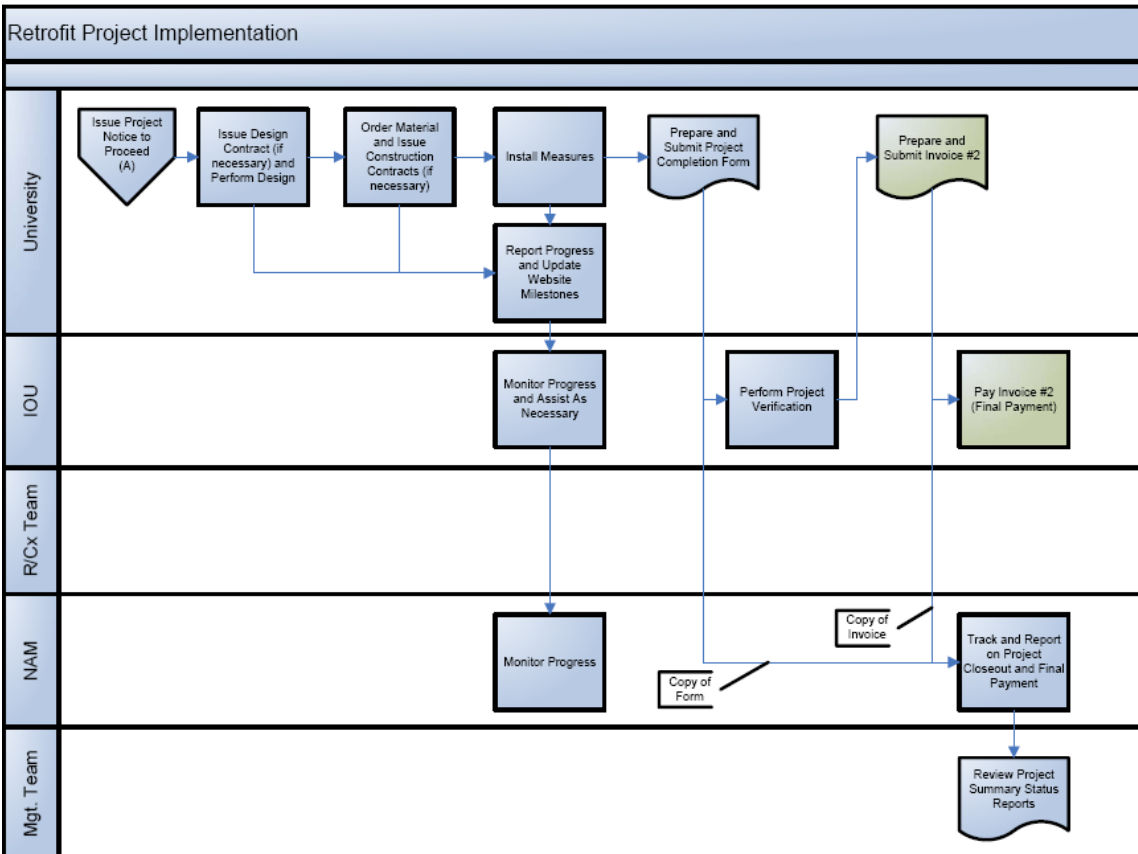 Retrofit Project Implementation
University
Issue Project
Notice to
Proceed
(A)
Issue Design
Contract (if
necessary) and
Perform Design
Order Material
and Issue
Construction
Contracts (if
necessary)
Install Measures
Prepare and
Submit Project
Completion Form
Prepare and
Submit Invoice #2
Report Progress
and Update
Website
Milestones
IOU
Monitor Progress
and Assist As
Necessary
Perform Project
Verification
Pay Invoice #2
(Final Payment)
R/Cx Team
NAM
Monitor Progress
Copy of
Form
Copy of
Invoice
Track and Report
on Project
Closeout and Final
Payment
Mgt. Team
Review Project
Summary Status
Reports